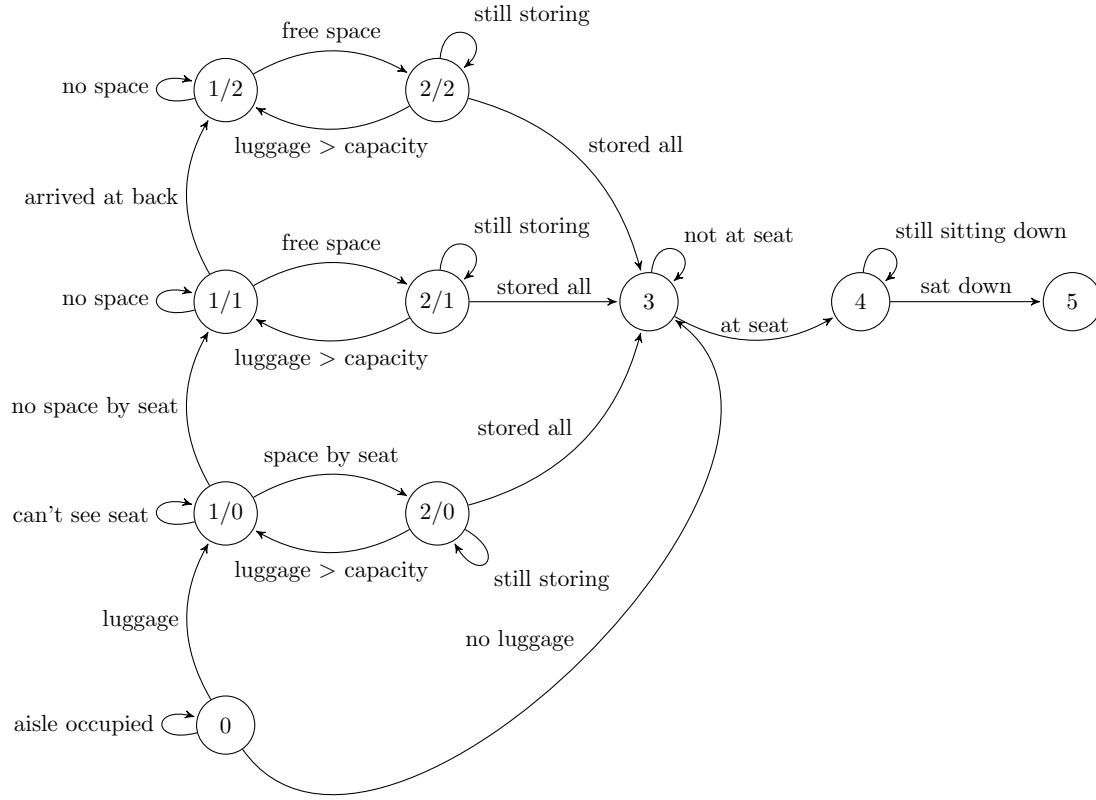 still storing
free space
no space
1/2
2/2
luggage > capacity
stored all
arrived at back
still storing
free space
not at seat
still sitting down
no space
1/1
2/1
stored all
3
4
sat down
5
at seat
luggage > capacity
no space by seat
stored all
space by seat
can't see seat
1/0
2/0
luggage > capacity
still storing
luggage
no luggage
aisle occupied
0